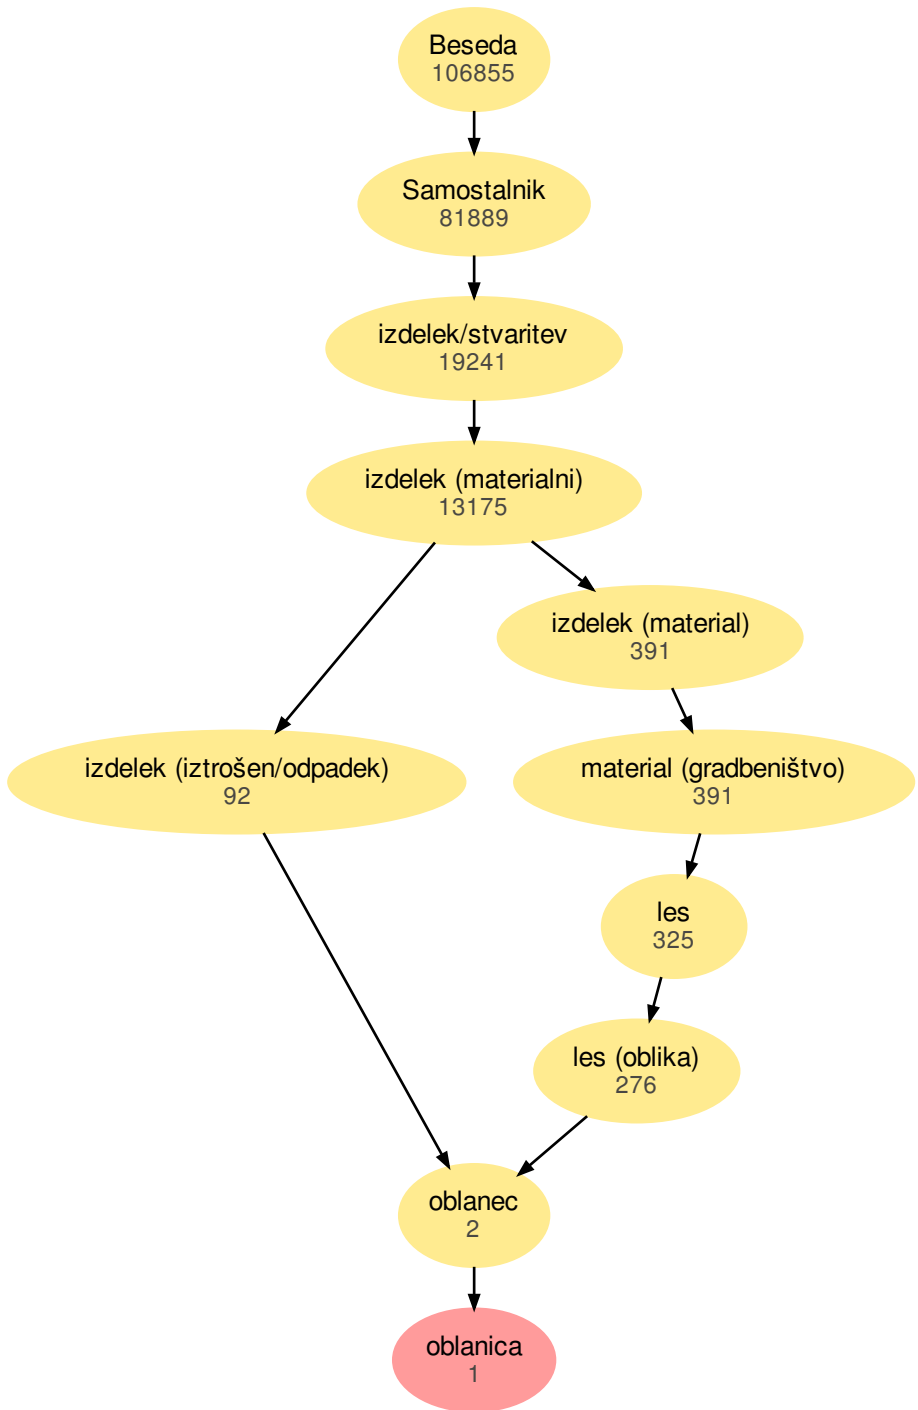 Beseda
106855
Samostalnik
81889
izdelek/stvaritev
19241
izdelek (materialni)
13175
izdelek (material)
391
izdelek (iztrošen/odpadek)
92
material (gradbeništvo)
391
les
325
les (oblika)
276
oblanec
2
oblanica
1